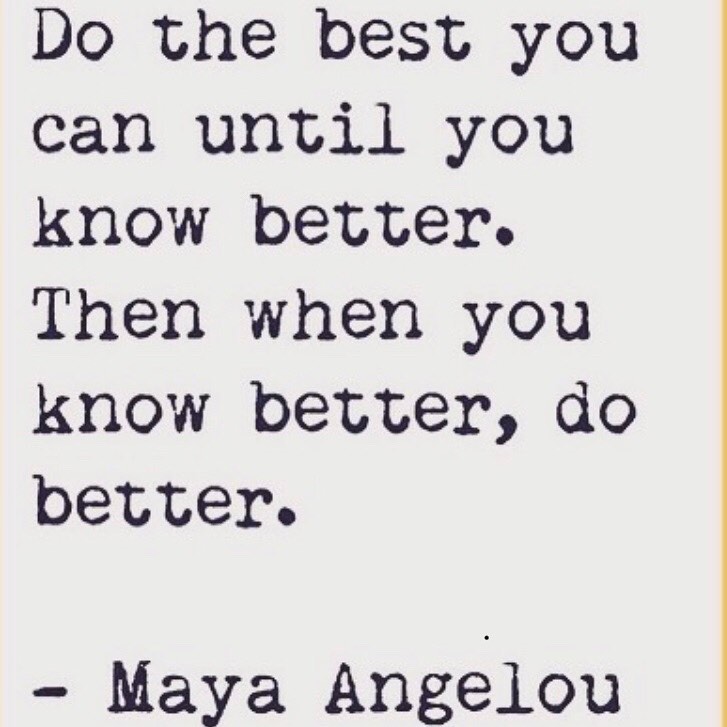 Do the best you
can until you
know better.
Then when you
know better, do
better.
- Maya Angelou